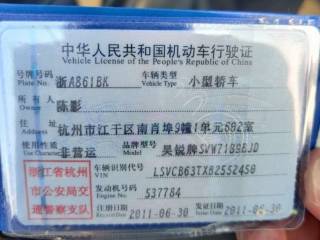 中华人民共和国机动车行驶证
Vehicle License of the People's Republic of China
号牌号码 浙A861BK 车辆类型 小型轿车
Plate No. Vehicle Type
所有人 陈影
Owner
住址 杭州市江干区南肖埠9幢1单元602室
Address
使用性质 非营运 品牌型号 吴锐牌SVW7188BJD
Use Character Model
浙江省杭州
市公安局交
通警察支队
车辆识别代号 LSVCB63TX82552458
VIN
发动机号码 537784
Engine No.
注册日期 2011-06-30 发证日期 2011-06-30
Register Date Issue Date